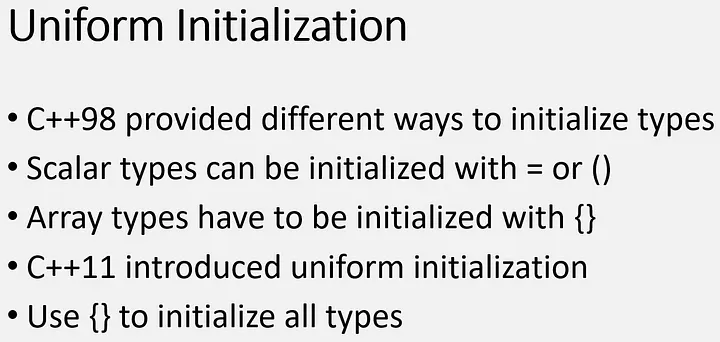 Uniform Initialization
• C++98 provided different ways to initialize types
• Scalar types can be initialized with = or ()
• Array types have to be initialized with {}
• C++11 introduced uniform initialization
• Use {} to initialize all types